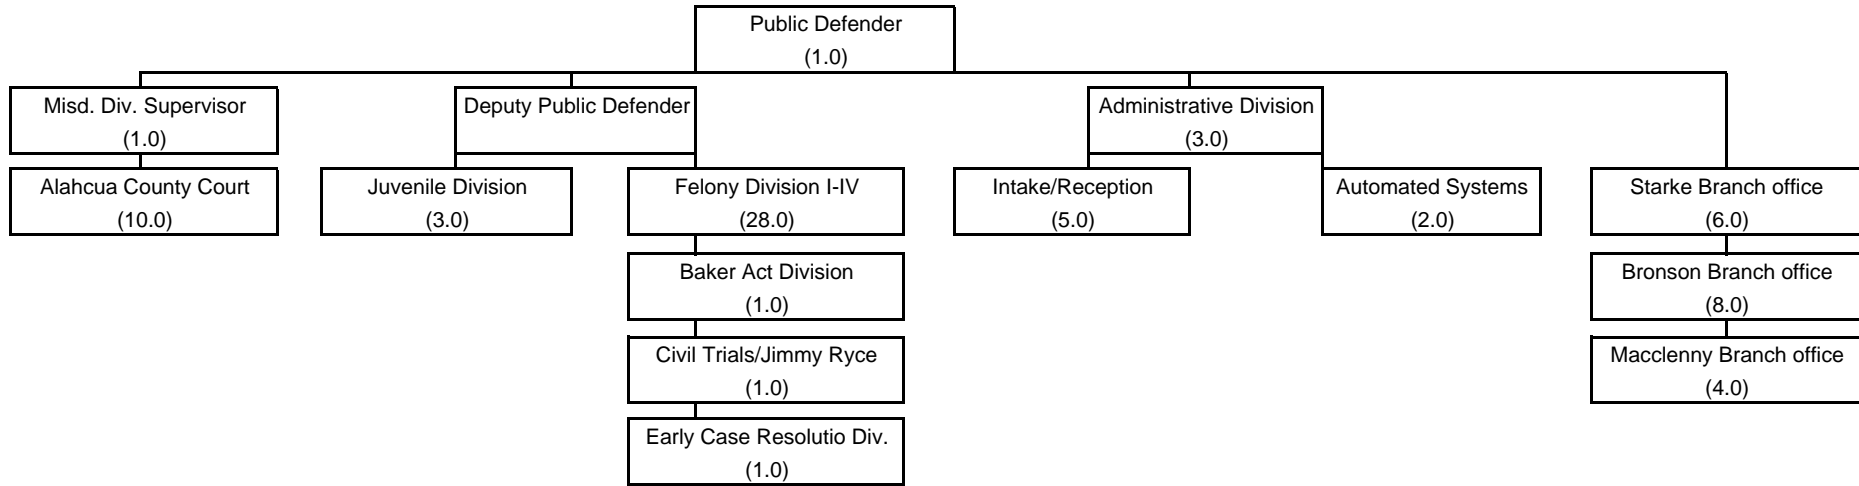 Public Defender
(1.0)
Misd. Div. Supervisor
(1.0)
Deputy Public Defender
Administrative Division
(3.0)
Alahcua County Court
(10.0)
Juvenile Division
(3.0)
Felony Division I-IV
(28.0)
Intake/Reception
(5.0)
Automated Systems
(2.0)
Starke Branch office
(6.0)
Baker Act Division
(1.0)
Bronson Branch office
(8.0)
Civil Trials/Jimmy Ryce
(1.0)
Macclenny Branch office
(4.0)
Early Case Resolutio Div.
(1.0)